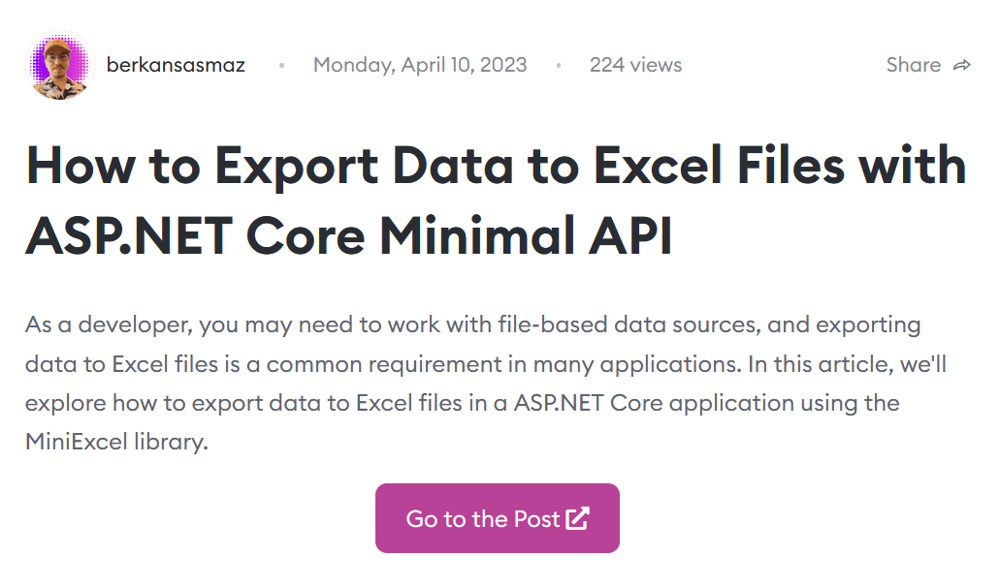 berkansasmaz • Monday, April 10, 2023 • 224 views Share
How to Export Data to Excel Files with
ASP.NET Core Minimal API
As a developer, you may need to work with file-based data sources, and exporting
data to Excel files is a common requirement in many applications. In this article, we'll
explore how to export data to Excel files in a ASP.NET Core application using the
MiniExcel library.
Go to the Post